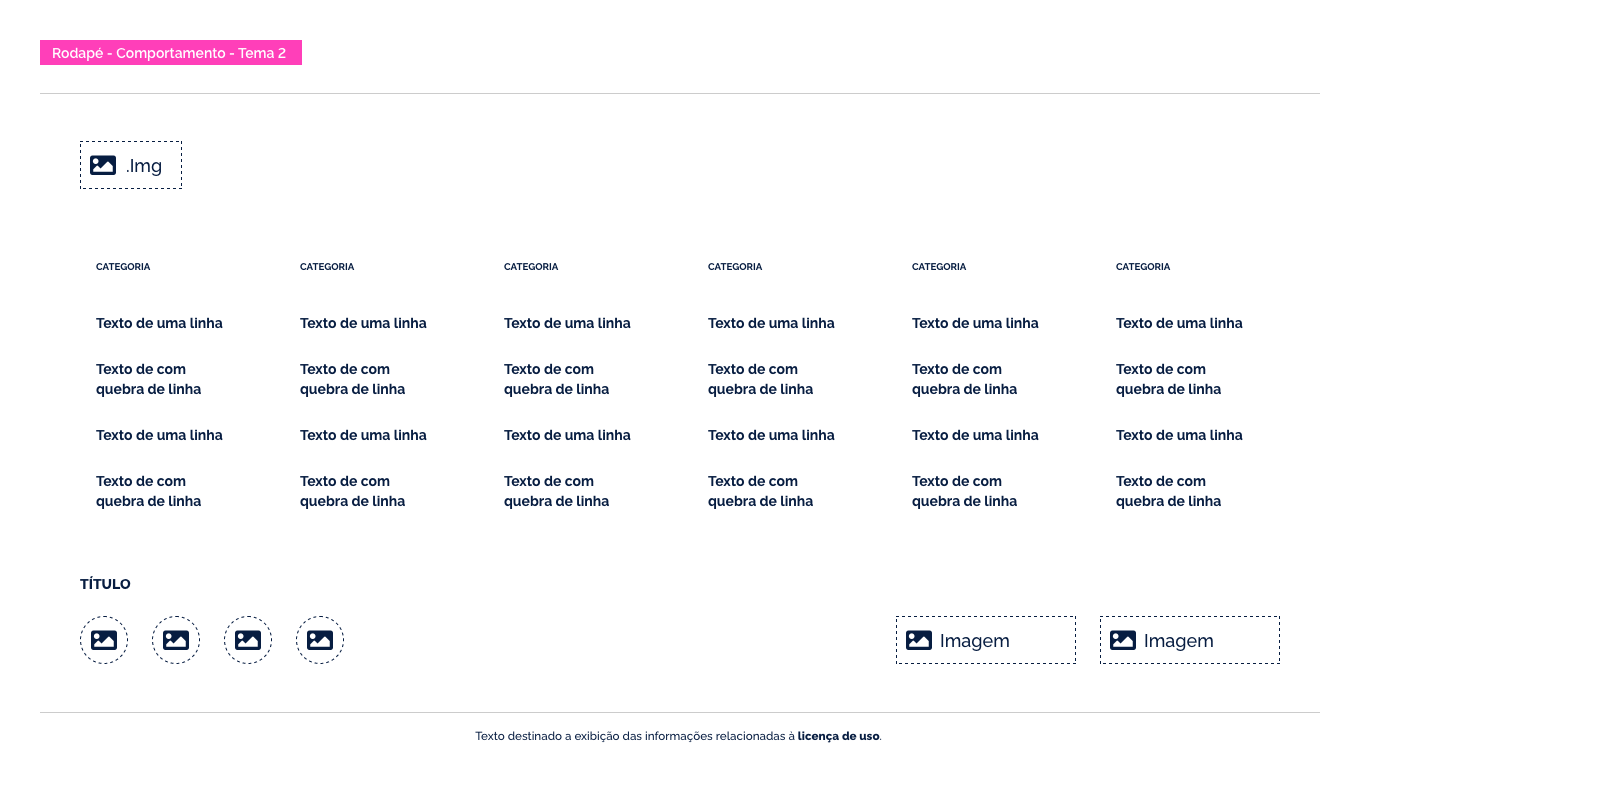 Rodapé - Comportamento - Tema 2
.Img
CATEGORIA CATEGORIA CATEGORIA CATEGORIA CATEGORIA CATEGORIA
Texto de uma linha Texto de uma linha Texto de uma linha Texto de uma linha Texto de uma linha Texto de uma linha
Texto de com Texto de com Texto de com Texto de com Texto de com Texto de com
quebra de linha quebra de linha quebra de linha quebra de linha quebra de linha quebra de linha
Texto de uma linha Texto de uma linha Texto de uma linha Texto de uma linha Texto de uma linha Texto de uma linha
Texto de com Texto de com Texto de com Texto de com Texto de com Texto de com
quebra de linha quebra de linha quebra de linha quebra de linha quebra de linha quebra de linha
TÍTULO
Imagem Imagem
Texto destinado a exibição das informações relacionadas à licença de uso.